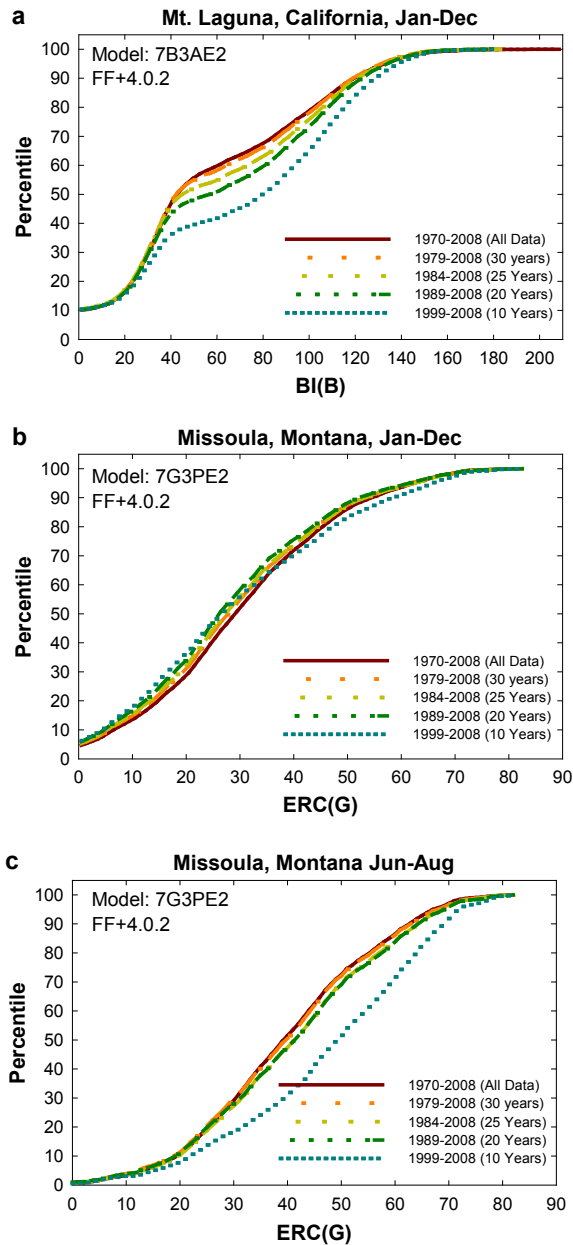 a
Mt. Laguna, California, Jan-Dec
Model: 7B3AE2
FF+4.0.2
Percentile
100
90
80
70
60
50
40
30
20
10
0
1970-2008 (All Data)
1979-2008 (30 years)
1984-2008 (25 Years)
1989-2008 (20 Years)
1999-2008 (10 Years)
0 20 40 60 80 100 120 140 160 180 200
BI(B)
b
Missoula, Montana, Jan-Dec
Model: 7G3PE2
FF+4.0.2
Percentile
100
90
80
70
60
50
40
30
20
10
0
1970-2008 (All Data)
1979-2008 (30 years)
1984-2008 (25 Years)
1989-2008 (20 Years)
1999-2008 (10 Years)
0 10 20 30 40 50 60 70 80 90
ERC(G)
c
Missoula, Montana Jun-Aug
Model: 7G3PE2
FF+4.0.2
Percentile
100
90
80
70
60
50
40
30
20
10
0
1970-2008 (All Data)
1979-2008 (30 years)
1984-2008 (25 Years)
1989-2008 (20 Years)
1999-2008 (10 Years)
0 10 20 30 40 50 60 70 80 90
ERC(G)